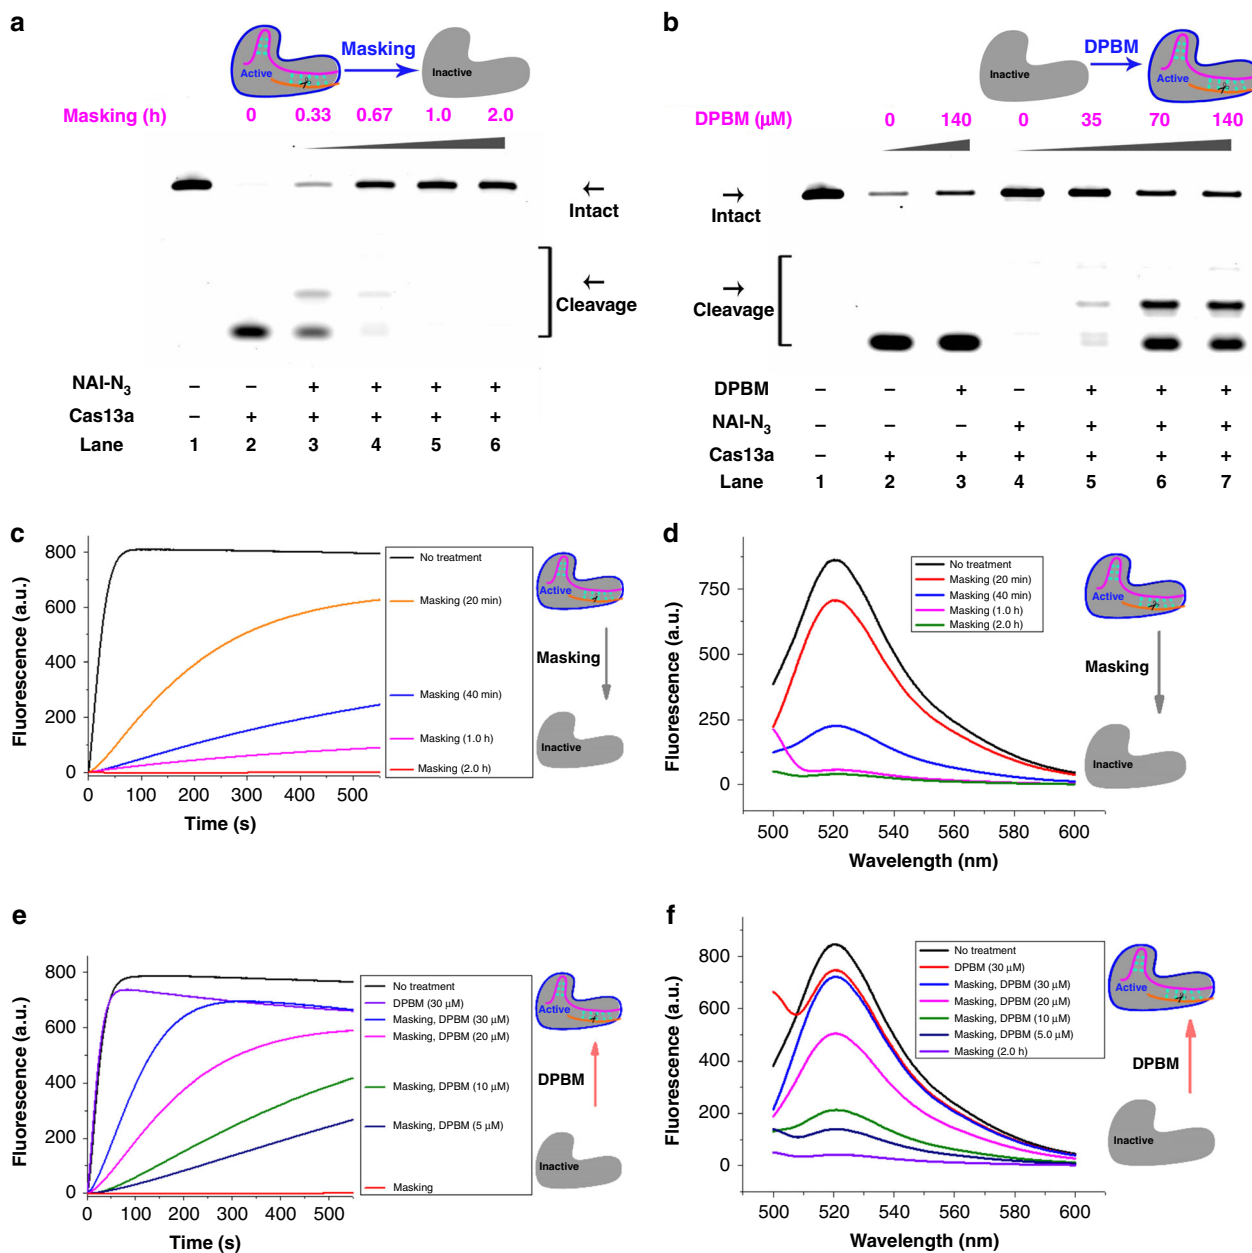 a
Masking
Active
Inactive
Masking (h) 0 0.33 0.67 1.0 2.0
← Intact
← Cleavage
NAI-N3 – – + + + +
Cas13a – + + + + +
Lane 1 2 3 4 5 6
b
DPBM
Inactive
Active
DPBM (μM) 0 140 0 35 70 140
→ Intact
→ Cleavage
DPBM – – + – + + +
NAI-N3 – – – + + + +
Cas13a – + + + + + +
Lane 1 2 3 4 5 6 7
c
Fluorescence (a.u.)
800
600
400
200
0
0 100 200 300 400 500
Time (s)
No treatment
Masking (20 min)
Masking (40 min)
Masking (1.0 h)
Masking (2.0 h)
Active
Masking
Inactive
d
Fluorescence (a.u.)
750
500
250
0
500 520 540 560 580 600
Wavelength (nm)
No treatment
Masking (20 min)
Masking (40 min)
Masking (1.0 h)
Masking (2.0 h)
Active
Masking
Inactive
e
Fluorescence (a.u.)
800
600
400
200
0
0 100 200 300 400 500
Time (s)
No treatment
DPBM (30 μM)
Masking, DPBM (30 μM)
Masking, DPBM (20 μM)
Masking, DPBM (10 μM)
Masking, DPBM (5 μM)
Masking
Active
DPBM
Inactive
f
Fluorescence (a.u.)
800
600
400
200
0
500 520 540 560 580 600
Wavelength (nm)
No treatment
DPBM (30 μM)
Masking, DPBM (30 μM)
Masking, DPBM (20 μM)
Masking, DPBM (10 μM)
Masking, DPBM (5.0 μM)
Masking (2.0 h)
Active
DPBM
Inactive